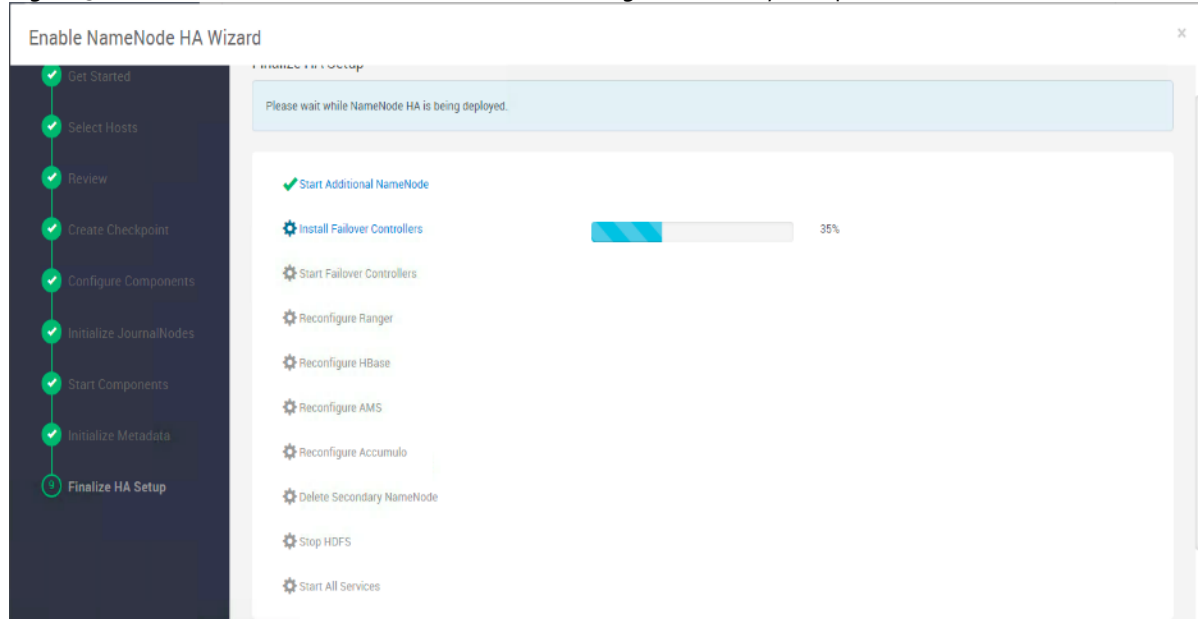 Enable NameNode HA Wizard
×
Get Started
Select Hosts
Review
Create Checkpoint
Configure Components
Initialize JournalNodes
Start Components
Initialize Metadata
9 Finalize HA Setup
Finalize HA Setup
Please wait while NameNode HA is being deployed.
Start Additional NameNode
Install Failover Controllers 35%
Start Failover Controllers
Reconfigure Ranger
Reconfigure HBase
Reconfigure AMS
Reconfigure Accumulo
Delete Secondary NameNode
Stop HDFS
Start All Services